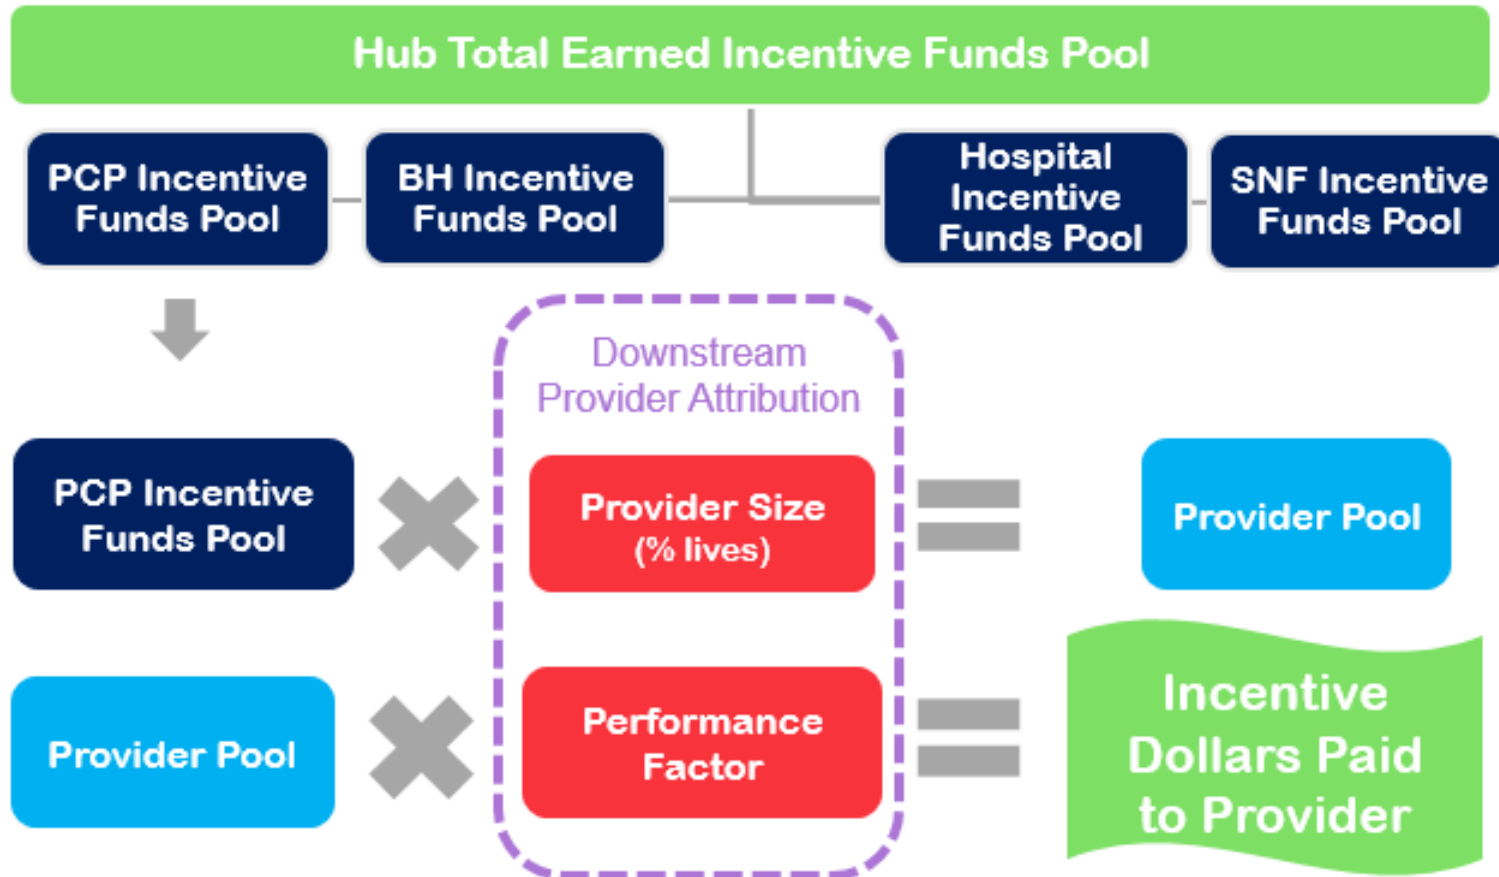 Hub Total Earned Incentive Funds Pool
PCP Incentive
Funds Pool
BH Incentive
Funds Pool
Hospital
Incentive
Funds Pool
SNF Incentive
Funds Pool
Downstream
Provider Attribution
PCP Incentive
Funds Pool
Provider Size
(% lives)
Provider Pool
Provider Pool
Performance
Factor
Incentive
Dollars Paid
to Provider